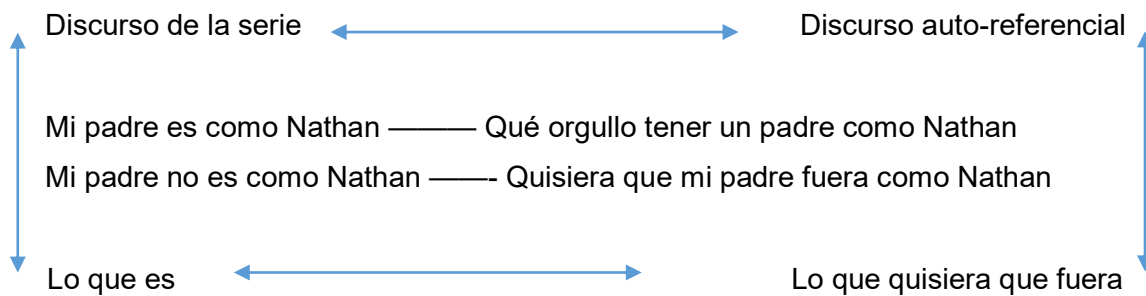 Discurso de la serie Discurso auto-referencial
Mi padre es como Nathan ——— Qué orgullo tener un padre como Nathan
Mi padre no es como Nathan ——- Quisiera que mi padre fuera como Nathan
Lo que es Lo que quisiera que fuera